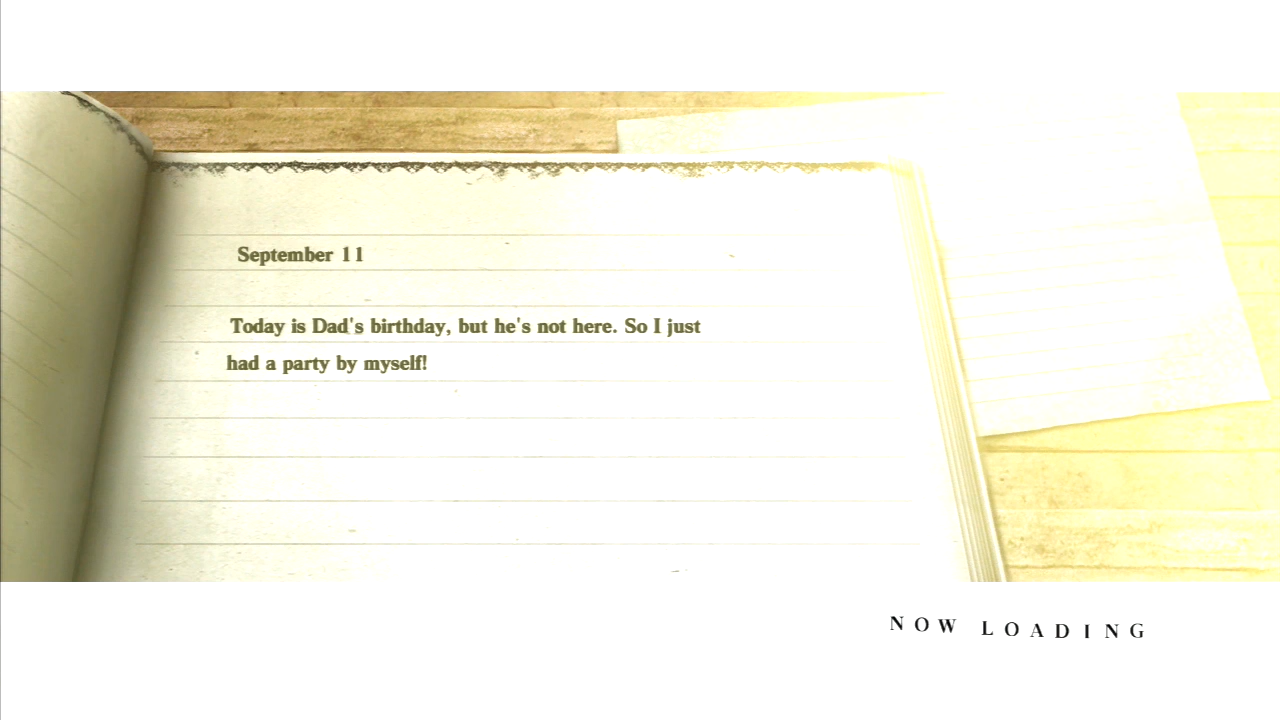 September 11
Today is Dad's birthday, but he's not here. So I just
had a party by myself!
NOW LOADING